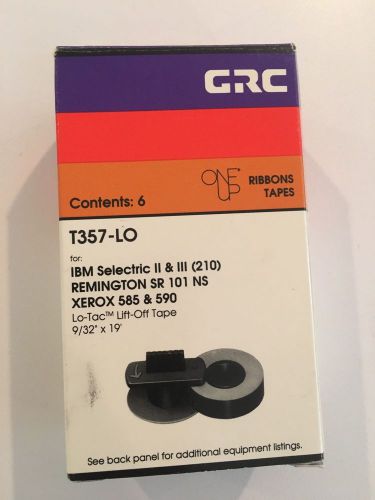 GRC
ONE UP®
RIBBONS
TAPES
Contents: 6
T357-LO
for:
IBM Selectric II & III (210)
REMINGTON SR 101 NS
XEROX 585 & 590
Lo-Tac™ Lift-Off Tape
9/32" x 19'
See back panel for additional equipment listings.